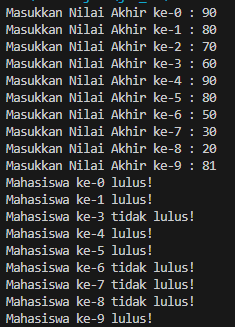 Masukkan Nilai Akhir ke-0 : 90
Masukkan Nilai Akhir ke-1 : 80
Masukkan Nilai Akhir ke-2 : 70
Masukkan Nilai Akhir ke-3 : 60
Masukkan Nilai Akhir ke-4 : 90
Masukkan Nilai Akhir ke-5 : 80
Masukkan Nilai Akhir ke-6 : 50
Masukkan Nilai Akhir ke-7 : 30
Masukkan Nilai Akhir ke-8 : 20
Masukkan Nilai Akhir ke-9 : 81
Mahasiswa ke-0 lulus!
Mahasiswa ke-1 lulus!
Mahasiswa ke-3 tidak lulus!
Mahasiswa ke-4 lulus!
Mahasiswa ke-5 lulus!
Mahasiswa ke-6 tidak lulus!
Mahasiswa ke-7 tidak lulus!
Mahasiswa ke-8 tidak lulus!
Mahasiswa ke-9 lulus!